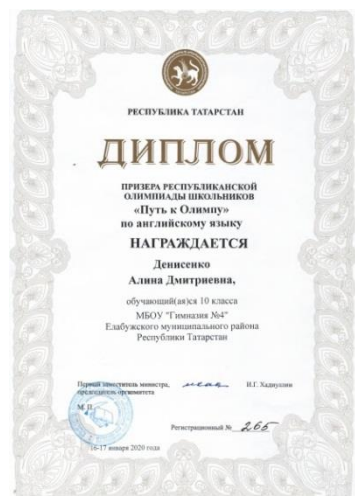 РЕСПУБЛИКА ТАТАРСТАН
ДИПЛОМ
ПРИЗЕРА РЕСПУБЛИКАНСКОЙ
ОЛИМПИАДЫ ШКОЛЬНИКОВ
«Путь к Олимпу»
по английскому языку
НАГРАЖДАЕТСЯ
Денисенко
Алина Дмитриевна,
обучающий(ая)ся 10 класса
МБОУ "Гимназия №4"
Елабужского муниципального района
Республики Татарстан
Первый заместитель министра,
председатель оргкомитета
И.Г. Хадиуллин
М. П.
Регистрационный № 265
16-17 января 2020 года